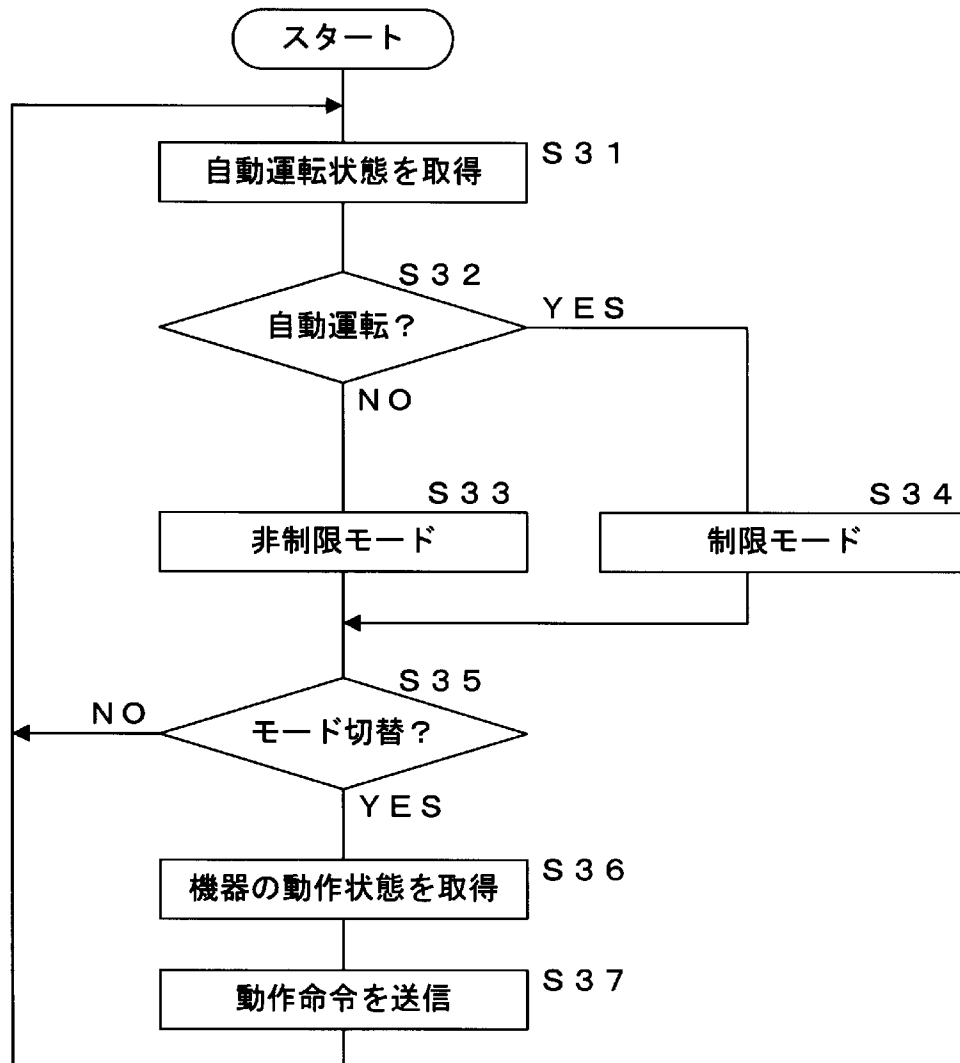 スタート
自動運転状態を取得
S31
S32
自動運転?
YES
NO
S33
非制限モード
S34
制限モード
S35
モード切替?
NO
YES
機器の動作状態を取得
S36
動作命令を送信
S37